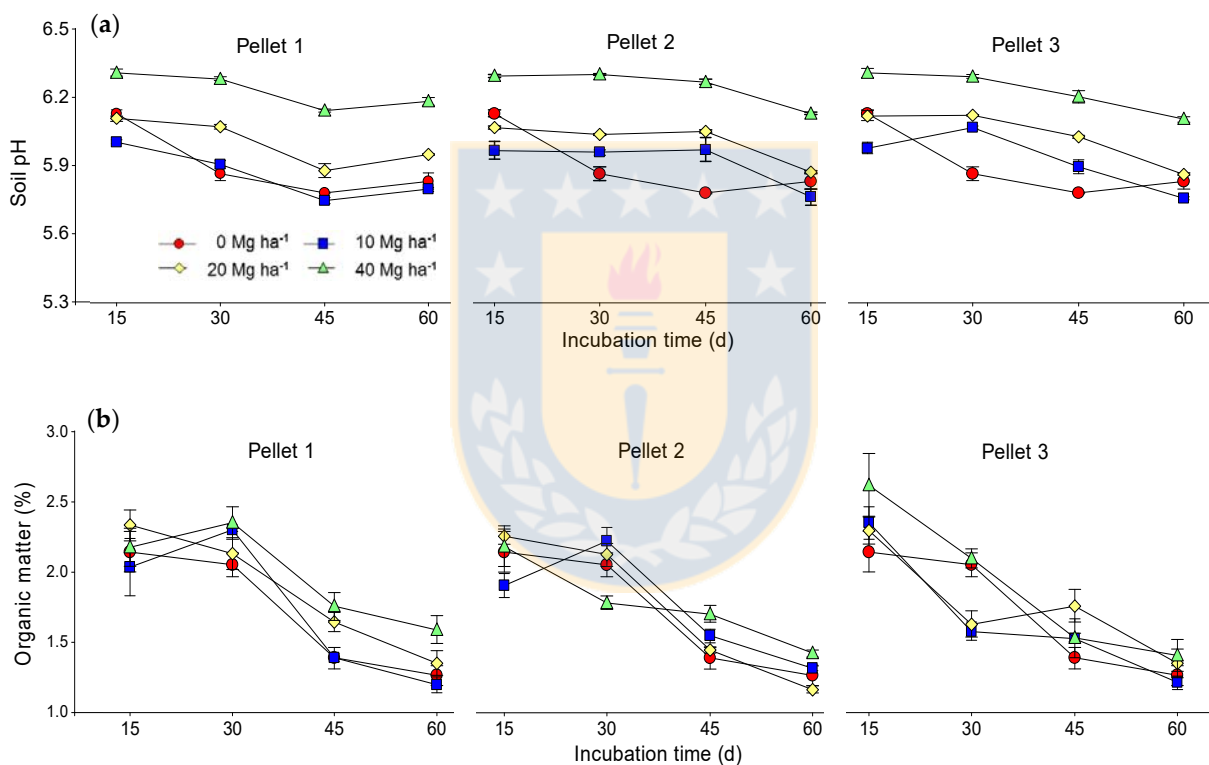 (a)
Pellet 1
Pellet 2
Pellet 3
Soil pH
6.5
6.2
5.9
5.6
5.3
0 Mg ha⁻¹
10 Mg ha⁻¹
20 Mg ha⁻¹
40 Mg ha⁻¹
15 30 45 60
15 30 45 60
15 30 45 60
Incubation time (d)
(b)
Pellet 1
Pellet 2
Pellet 3
Organic matter (%)
3.0
2.5
2.0
1.5
1.0
15 30 45 60
15 30 45 60
15 30 45 60
Incubation time (d)